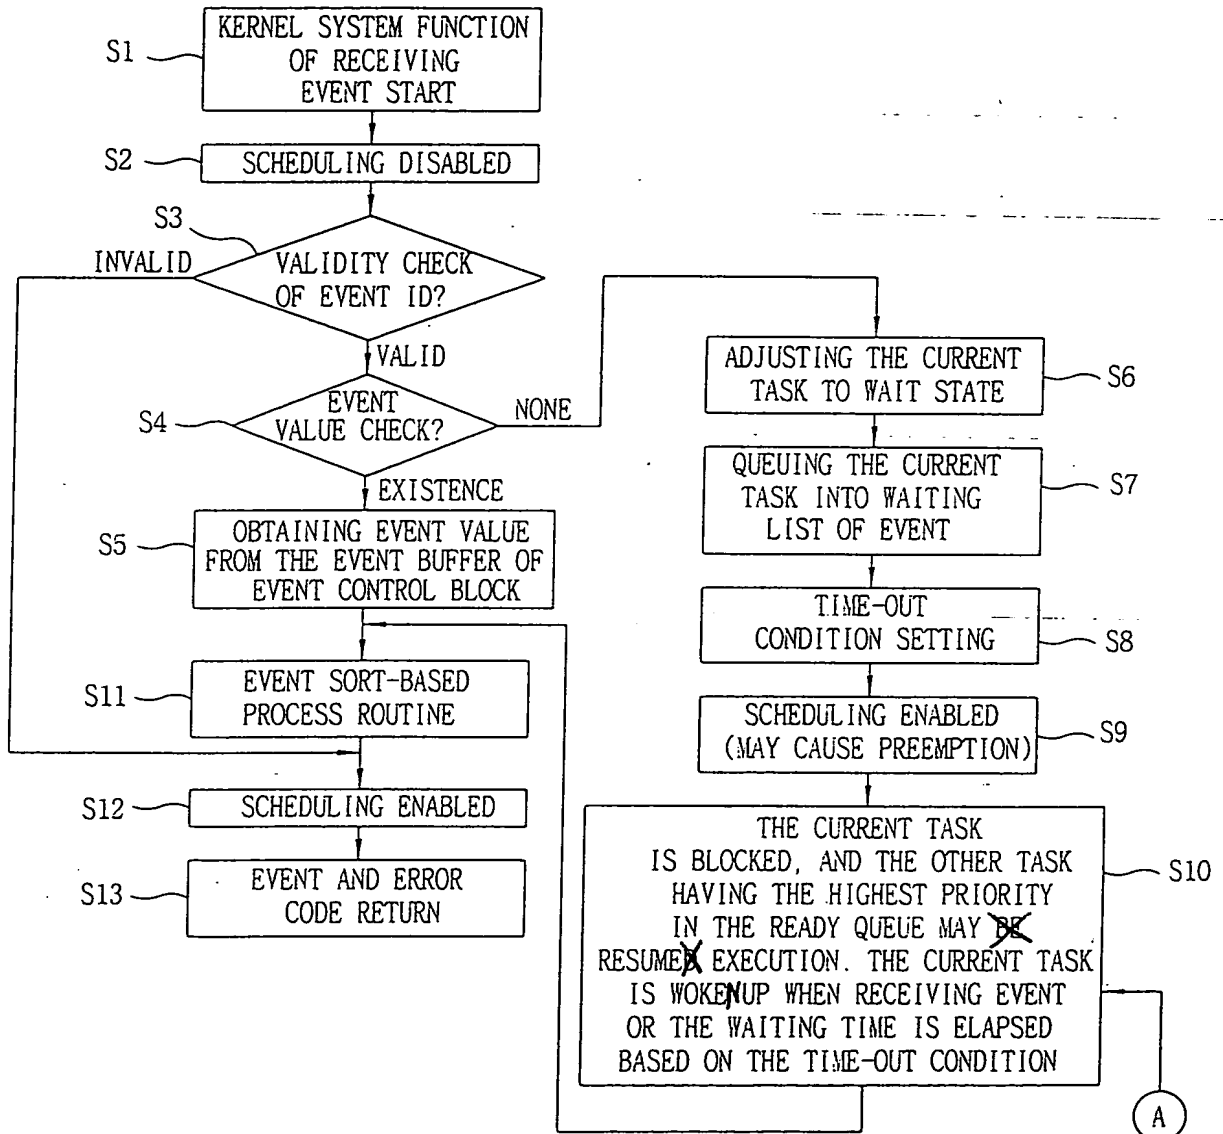 S1
KERNEL SYSTEM FUNCTION
OF RECEIVING
EVENT START
S2
SCHEDULING DISABLED
S3
INVALID
VALIDITY CHECK
OF EVENT ID?
VALID
S4
EVENT
VALUE CHECK?
NONE
EXISTENCE
S5
OBTAINING EVENT VALUE
FROM THE EVENT BUFFER OF
EVENT CONTROL BLOCK
S11
EVENT SORT-BASED
PROCESS ROUTINE
S12
SCHEDULING ENABLED
S13
EVENT AND ERROR
CODE RETURN
ADJUSTING THE CURRENT
TASK TO WAIT STATE
S6
QUEUING THE CURRENT
TASK INTO WAITING
LIST OF EVENT
S7
TIME-OUT
CONDITION SETTING
S8
SCHEDULING ENABLED
(MAY CAUSE PREEMPTION)
S9
THE CURRENT TASK
IS BLOCKED, AND THE OTHER TASK
HAVING THE HIGHEST PRIORITY
IN THE READY QUEUE MAY BE
RESUMED EXECUTION. THE CURRENT TASK
IS WOKEN UP WHEN RECEIVING EVENT
OR THE WAITING TIME IS ELAPSED
BASED ON THE TIME-OUT CONDITION
S10
A